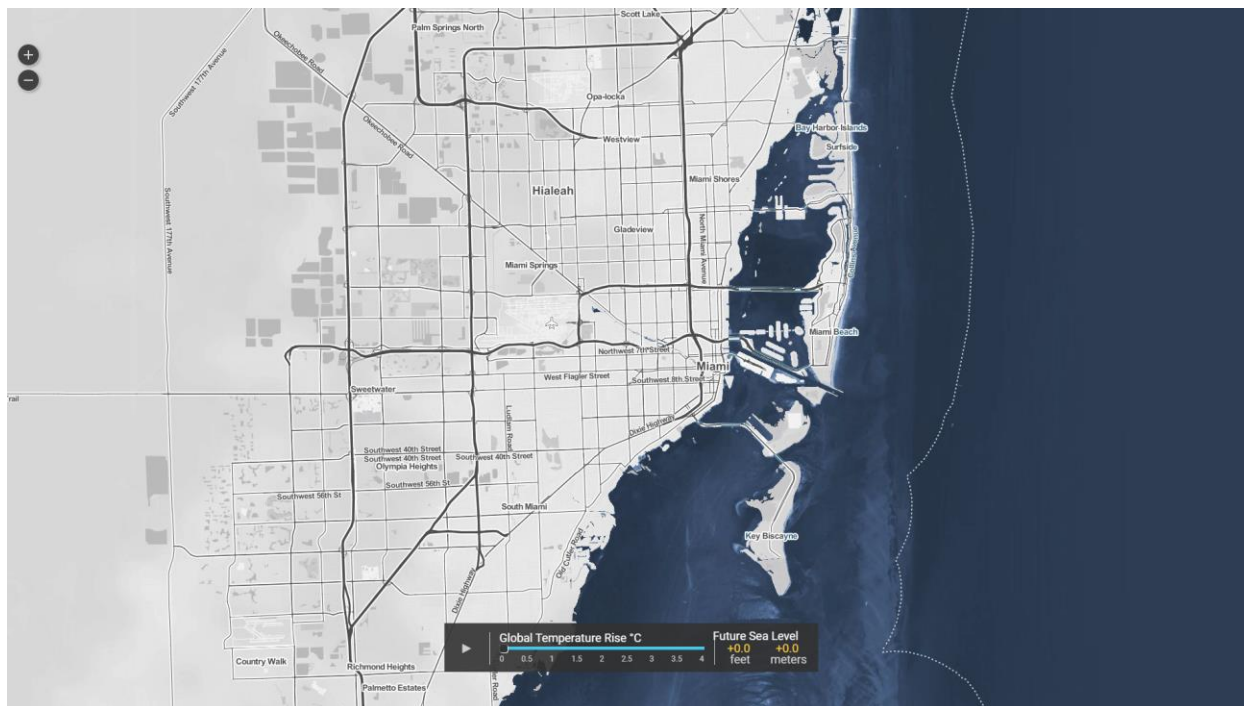 Scott Lake
Palm Springs North
+
Okeechobee Road
Southwest 177th Avenue
−
Opa-locka
Okeechobee Road
Westview
Bay Harbor Islands
Surfside
Miami Shores
Hialeah
Southwest 177th Avenue
North Miami Avenue
Gladeview
Collins Avenue
Miami Springs
Miami Beach
Northwest 7th Street
Miami
West Flagler Street
Southwest 8th Street
Sweetwater
rail
Ludlam Road
Dixie Highway
Southwest 40th Street
Southwest 40th Street
Southwest 40th Street
Olympia Heights
Southwest 56th St
Southwest 56th St
South Miami
Key Biscayne
Old Cutler Road
Dixie Highway
Global Temperature Rise °C
0 0.5 1 1.5 2 2.5 3 3.5 4
Future Sea Level
+0.0 +0.0
feet meters
Country Walk
Richmond Heights
ler Road
Palmetto Estates